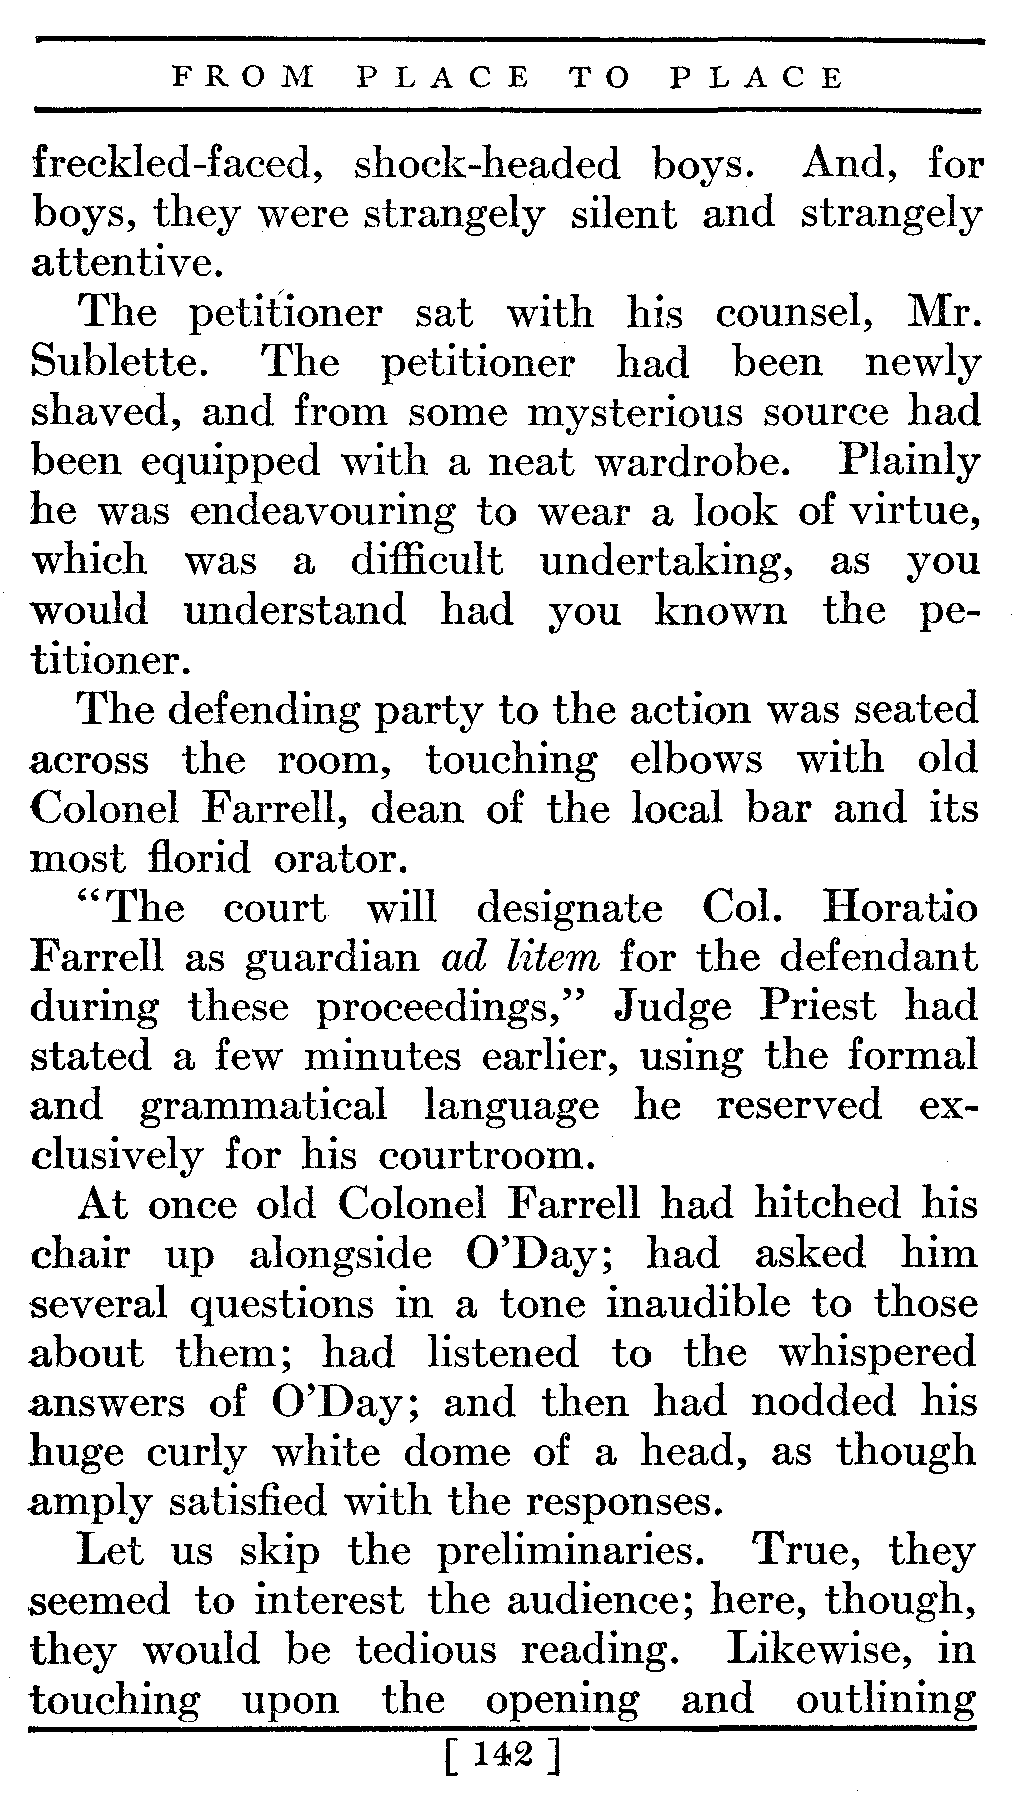 FROM PLACE TO PLACE
freckled-faced, shock-headed boys. And, for
boys, they were strangely silent and strangely
attentive.
The petitioner sat with his counsel, Mr.
Sublette. The petitioner had been newly
shaved, and from some mysterious source had
been equipped with a neat wardrobe. Plainly
he was endeavouring to wear a look of virtue,
which was a difficult undertaking, as you
would understand had you known the pe-
titioner.
The defending party to the action was seated
across the room, touching elbows with old
Colonel Farrell, dean of the local bar and its
most florid orator.
“The court will designate Col. Horatio
Farrell as guardian ad litem for the defendant
during these proceedings,” Judge Priest had
stated a few minutes earlier, using the formal
and grammatical language he reserved ex-
clusively for his courtroom.
At once old Colonel Farrell had hitched his
chair up alongside O’Day; had asked him
several questions in a tone inaudible to those
about them; had listened to the whispered
answers of O’Day; and then had nodded his
huge curly white dome of a head, as though
amply satisfied with the responses.
Let us skip the preliminaries. True, they
seemed to interest the audience; here, though,
they would be tedious reading. Likewise, in
touching upon the opening and outlining
[ 142 ]